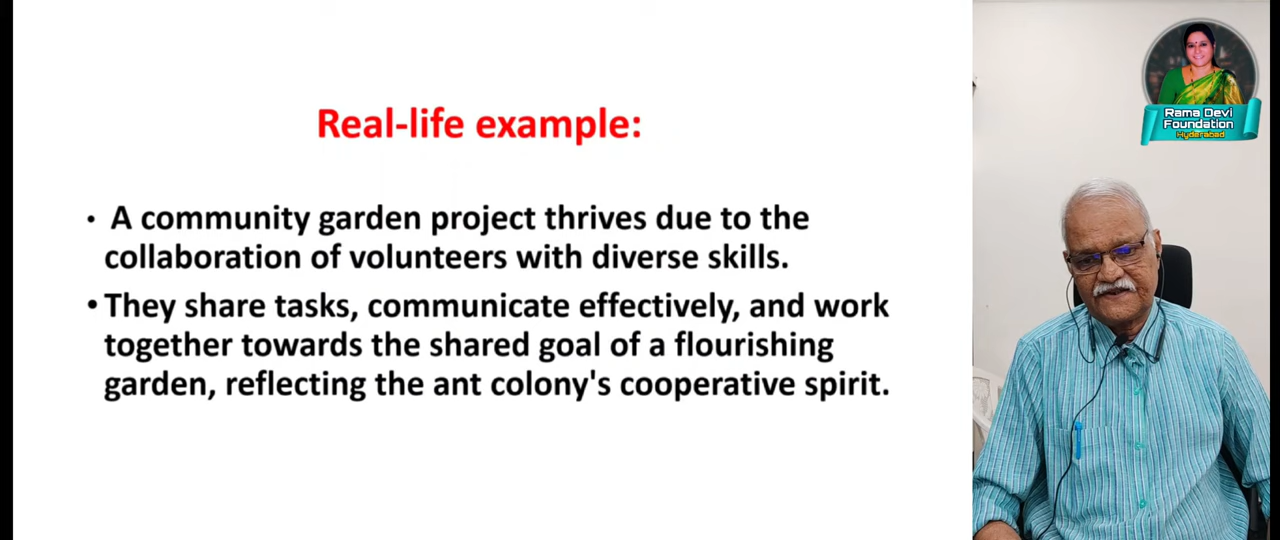 Real-life example:
• A community garden project thrives due to the
collaboration of volunteers with diverse skills.
• They share tasks, communicate effectively, and work
together towards the shared goal of a flourishing
garden, reflecting the ant colony's cooperative spirit.
Rama Devi
Foundation
Hyderabad